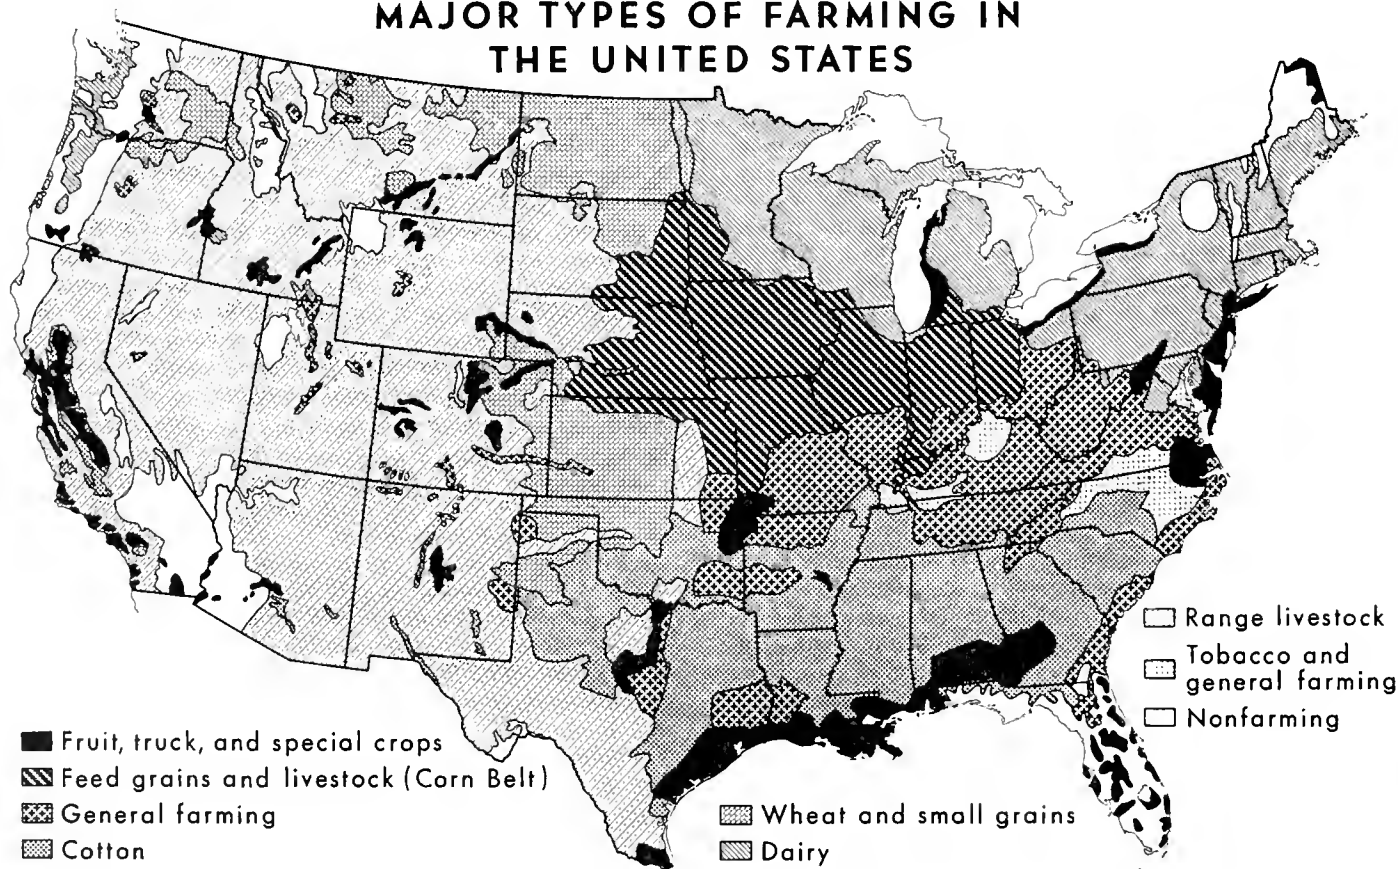 MAJOR TYPES OF FARMING IN
THE UNITED STATES
Range livestock
Tobacco and
general farming
Nonfarming
Fruit, truck, and special crops
Feed grains and livestock (Corn Belt)
General farming
Cotton
Wheat and small grains
Dairy